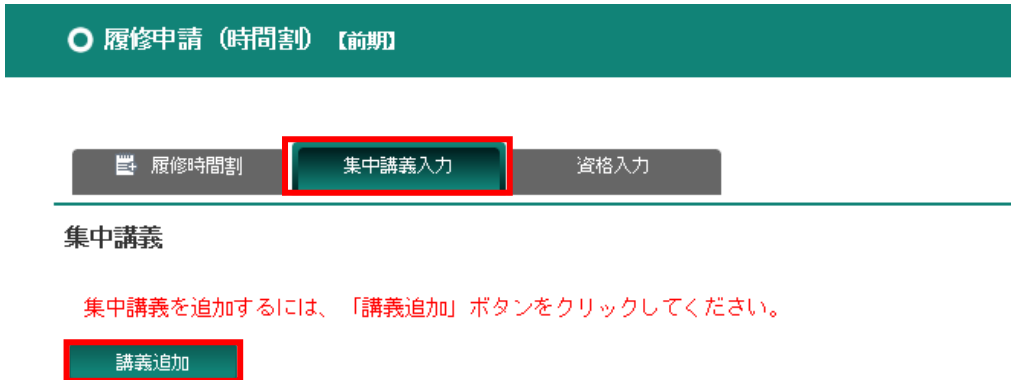 履修申請（時間割）【前期】
履修時間割 集中講義入力 資格入力
集中講義
集中講義を追加するには、「講義追加」ボタンをクリックしてください。
講義追加